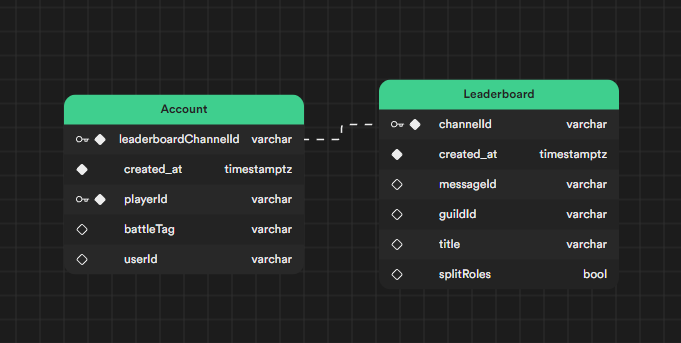 Account
leaderboardChannelId varchar
created_at timestamptz
playerId varchar
battleTag varchar
userId varchar
Leaderboard
channelId varchar
created_at timestamptz
messageId varchar
guildId varchar
title varchar
splitRoles bool